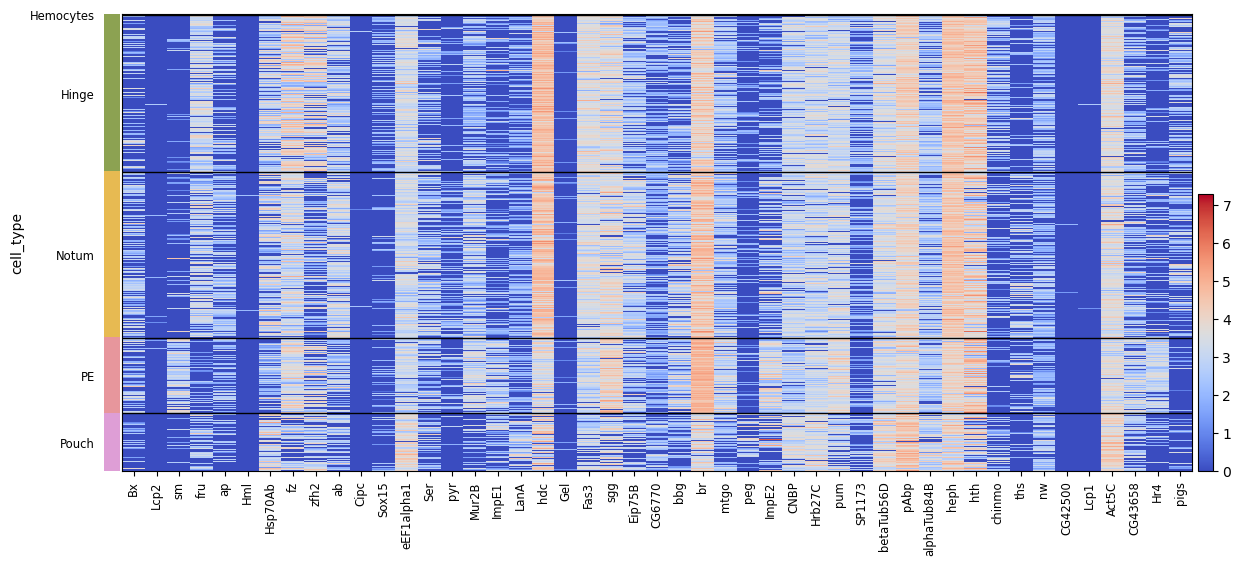 Hemocytes
Hinge
Notum
PE
Pouch
cell_type
7
6
5
4
3
2
1
0
Bx
Lcp2
sm
fru
ap
Hml
Hsp70Ab
fz
zfh2
ab
Cipc
Sox15
eEF1alpha1
Ser
pyr
Mur2B
ImpE1
LanA
hdc
Gel
Fas3
sgg
Eip75B
CG6770
bbg
br
mtgo
peg
ImpE2
CNBP
Hrb27C
pum
SP1173
betaTub56D
pAbp
alphaTub84B
heph
hth
chinmo
ths
nw
CG42500
Lcp1
Act5C
CG43658
Hr4
pigs